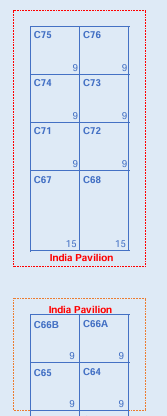 C75 C76
9 9
C74 C73
9 9
C71 C72
9 9
C67 C68
15 15
India Pavilion
India Pavilion
C66B C66A
9 9
C65 C64
9 9